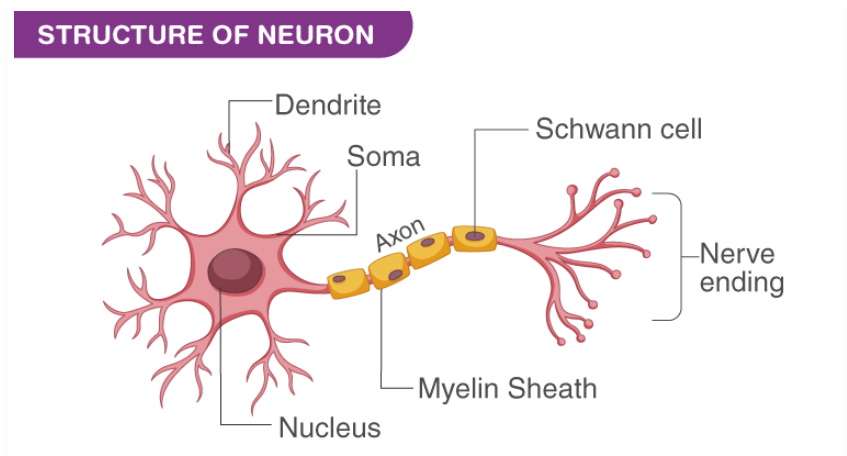 STRUCTURE OF NEURON
Dendrite
Schwann cell
Soma
Axon
Nerve
ending
Myelin Sheath
Nucleus